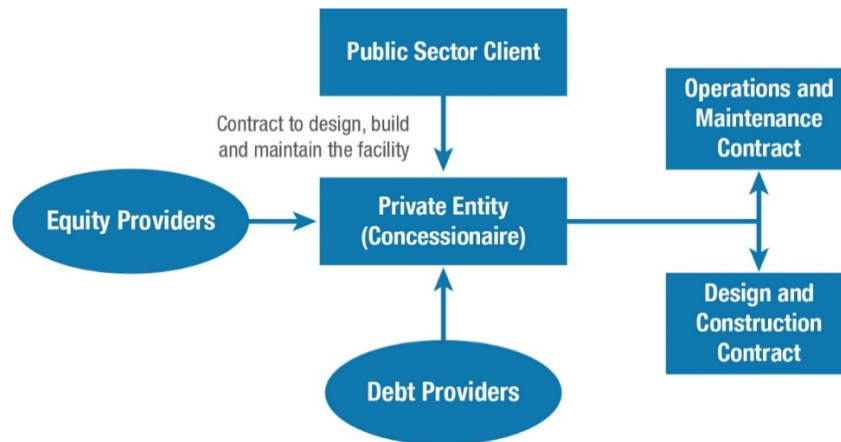 Public Sector Client
Contract to design, build
and maintain the facility
Operations and
Maintenance
Contract
Equity Providers
Private Entity
(Concessionaire)
Design and
Construction
Contract
Debt Providers